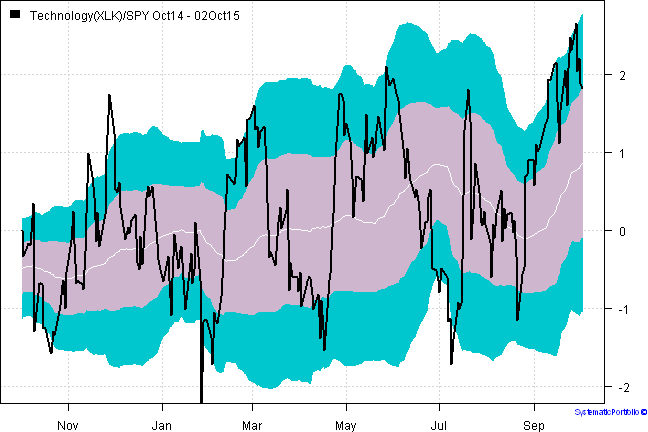 Technology(XLK)/SPY Oct14 - 02Oct15
2
1
0
-1
-2
Nov Jan Mar May Jul Sep
SystematicPortfolio ©